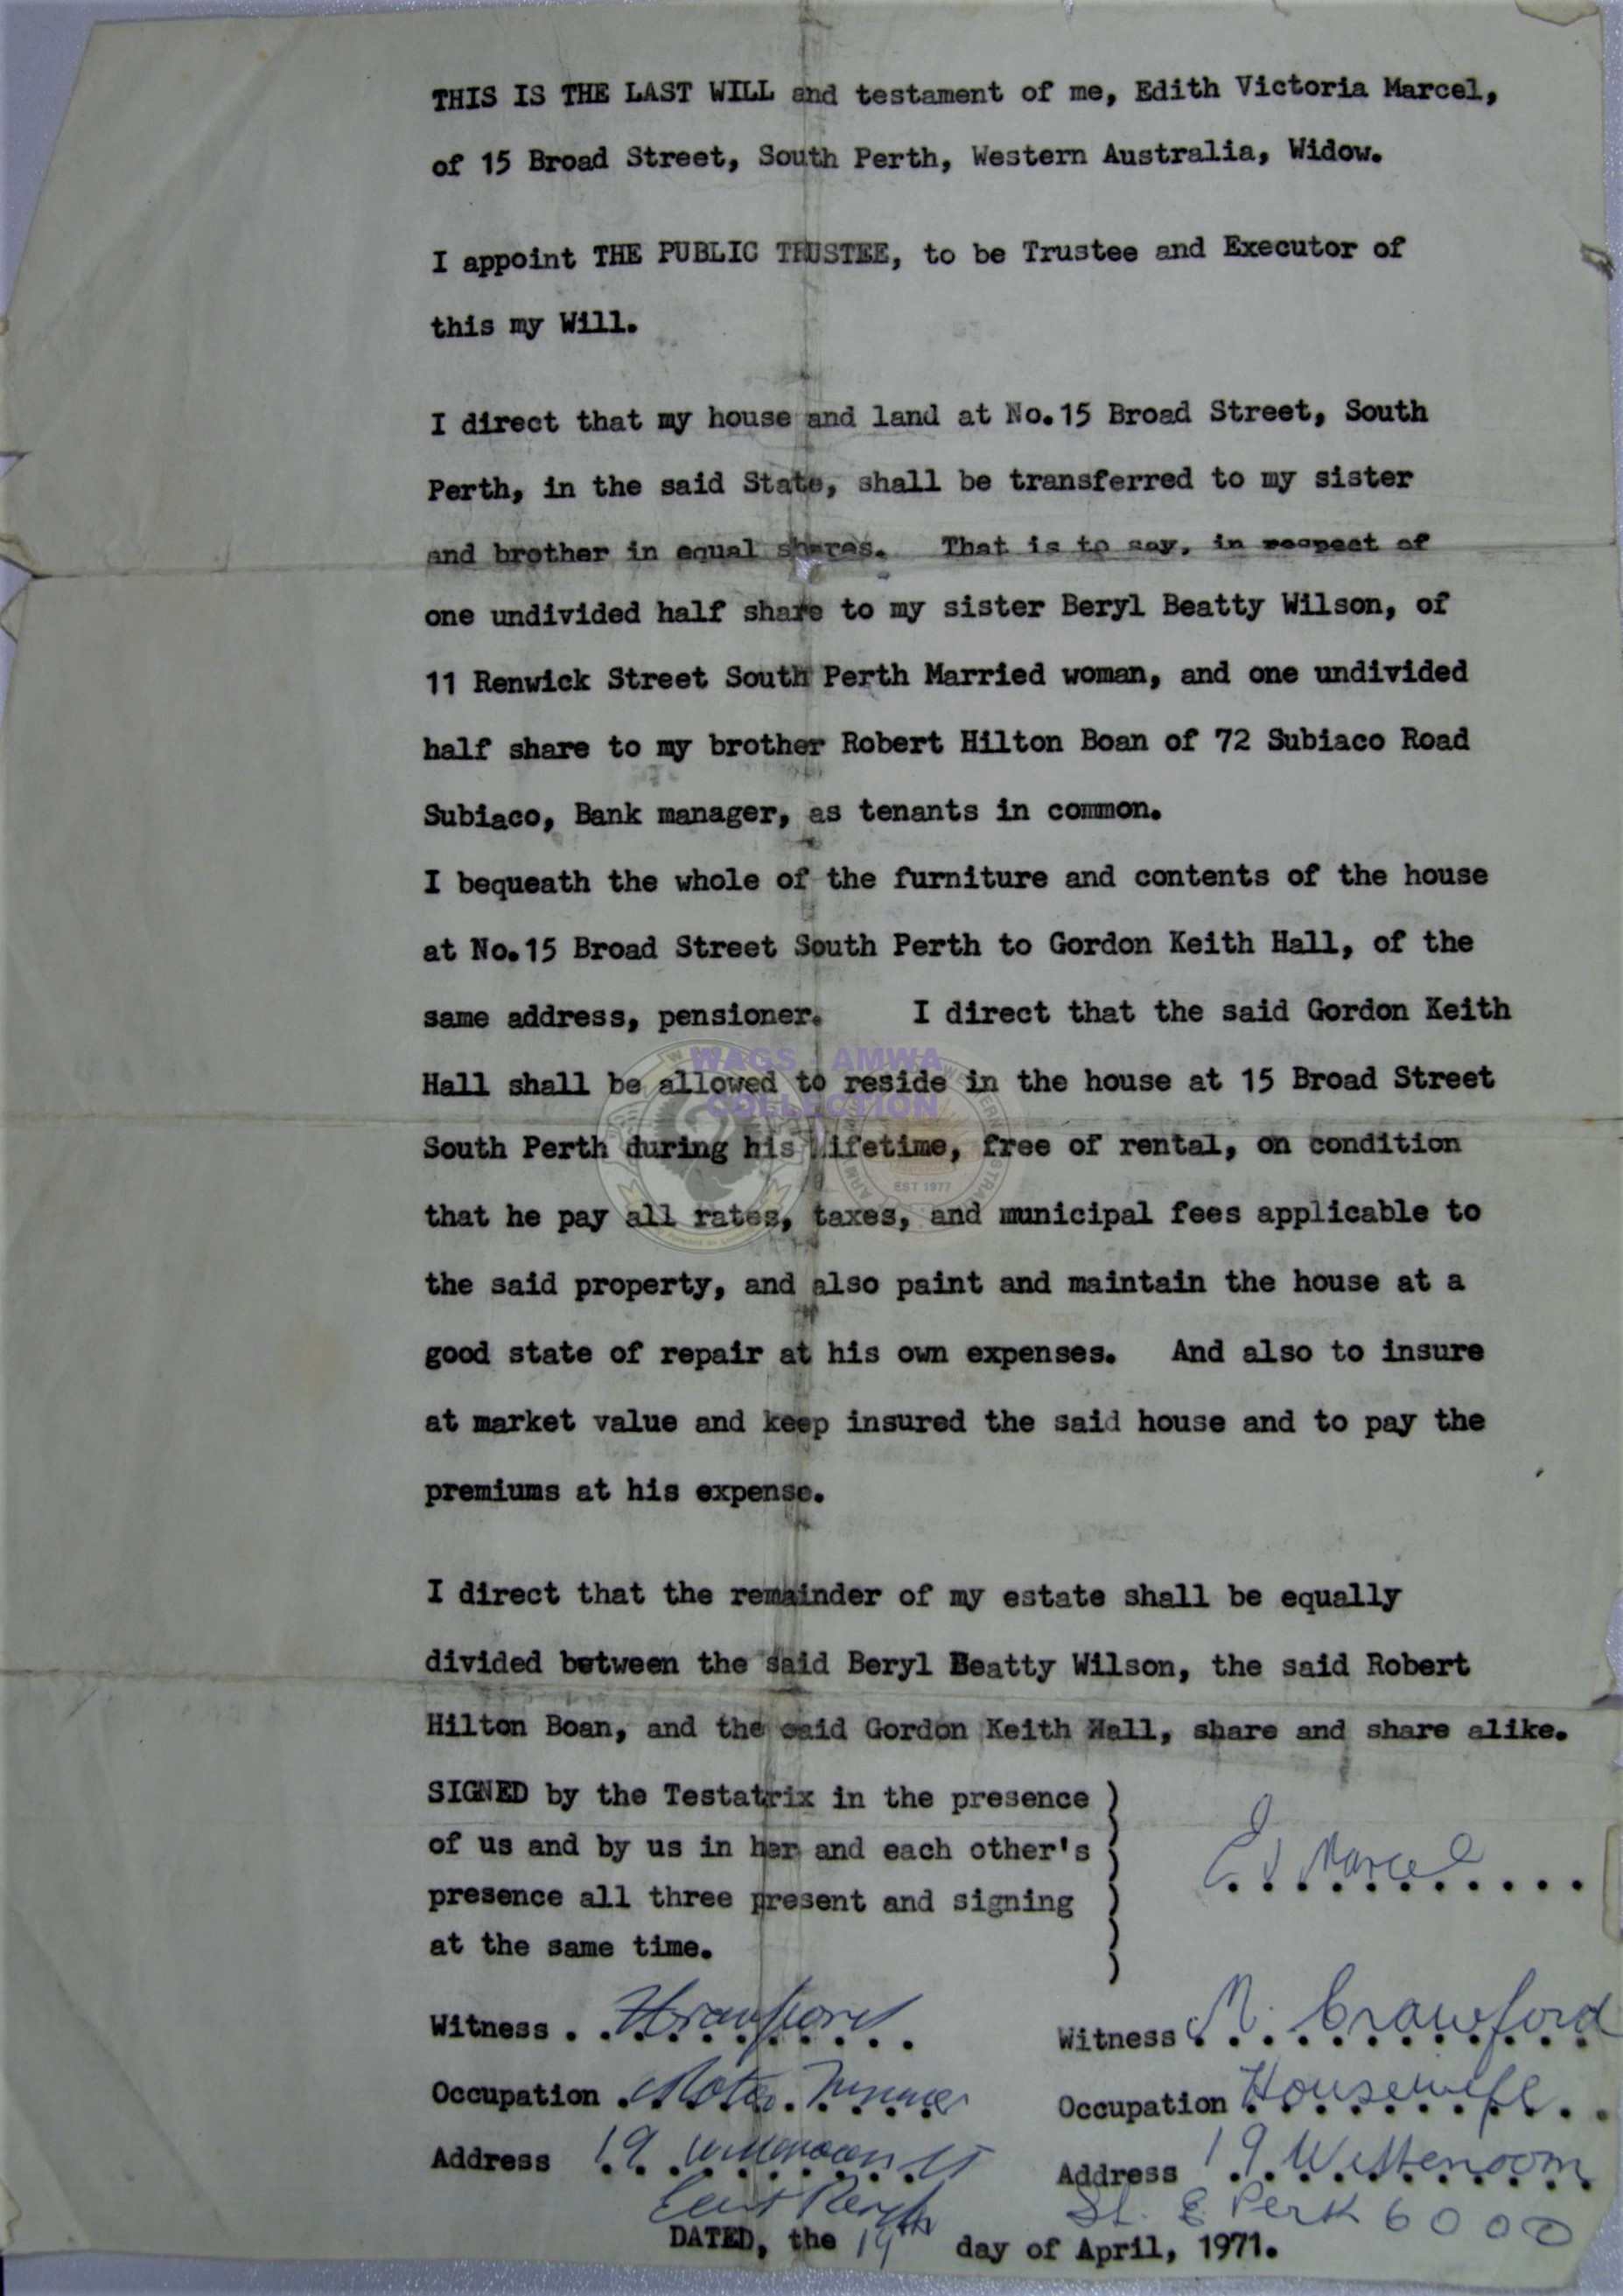 THIS IS THE LAST WILL and testament of me, Edith Victoria Marcel,
of 15 Broad Street, South Perth, Western Australia, Widow.
I appoint THE PUBLIC TRUSTEE, to be Trustee and Executor of
this my Will.
I direct that my house and land at No.15 Broad Street, South
Perth, in the said State, shall be transferred to my sister
and brother in equal shares. That is to say, in respect of
one undivided half share to my sister Beryl Beatty Wilson, of
11 Renwick Street South Perth Married woman, and one undivided
half share to my brother Robert Hilton Boan of 72 Subiaco Road
Subiaco, Bank manager, as tenants in common.
I bequeath the whole of the furniture and contents of the house
at No.15 Broad Street South Perth to Gordon Keith Hall, of the
same address, pensioner. I direct that the said Gordon Keith
WAGS AMWA
Hall shall be allowed to reside in the house at 15 Broad Street
COLLECTION
South Perth during his lifetime, free of rental, on condition
EST 1977
that he pay all rates, taxes, and municipal fees applicable to
the said property, and also paint and maintain the house at a
good state of repair at his own expenses. And also to insure
at market value and keep insured the said house and to pay the
premiums at his expense.
I direct that the remainder of my estate shall be equally
divided between the said Beryl Beatty Wilson, the said Robert
Hilton Boan, and the said Gordon Keith Hall, share and share alike.
SIGNED by the Testatrix in the presence )
of us and by us in her and each other's )
presence all three present and signing )
at the same time. )
E V Marcel
Witness Crawford Witness N. Crawford
Occupation Occupation Housewife
Address 19 Wittenoom St Address 19 Wittenoom
East Perth St. E Perth 6000
DATED, the 19th day of April, 1971.